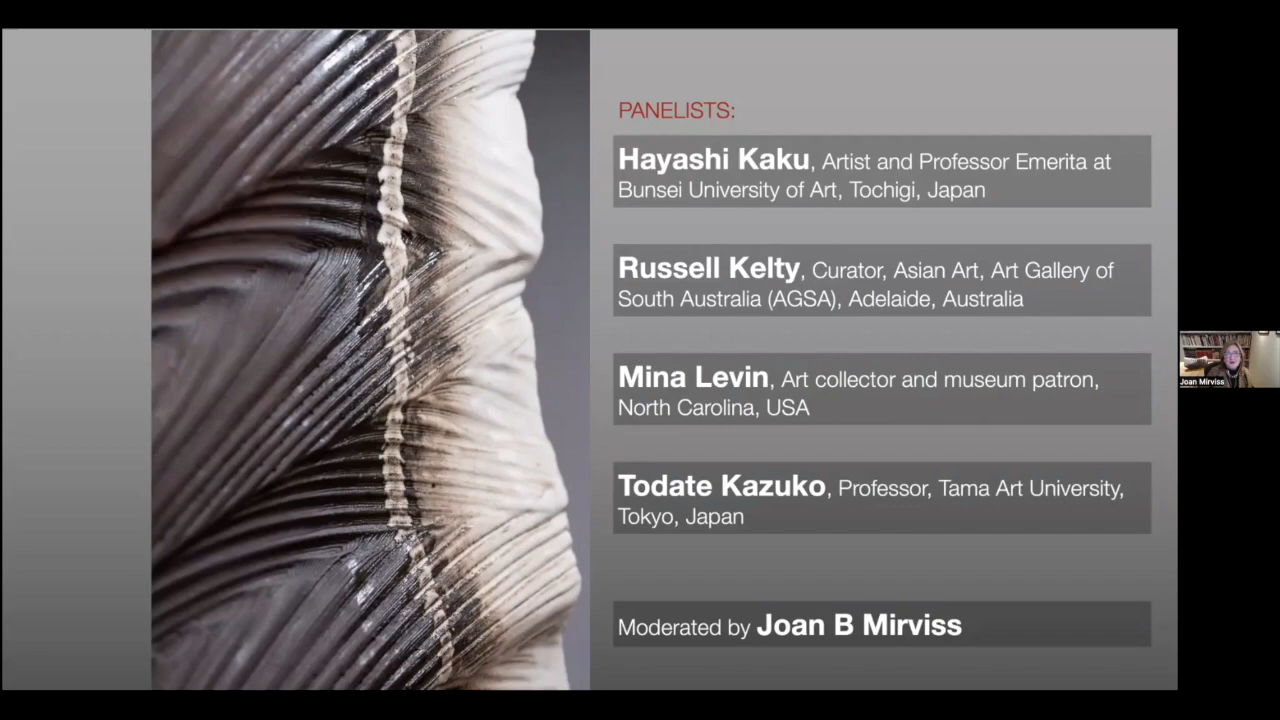 PANELISTS:
Hayashi Kaku, Artist and Professor Emerita at
Bunsei University of Art, Tochigi, Japan
Russell Kelty, Curator, Asian Art, Art Gallery of
South Australia (AGSA), Adelaide, Australia
Mina Levin, Art collector and museum patron,
North Carolina, USA
Todate Kazuko, Professor, Tama Art University,
Tokyo, Japan
Moderated by Joan B Mirviss
Joan Mirviss